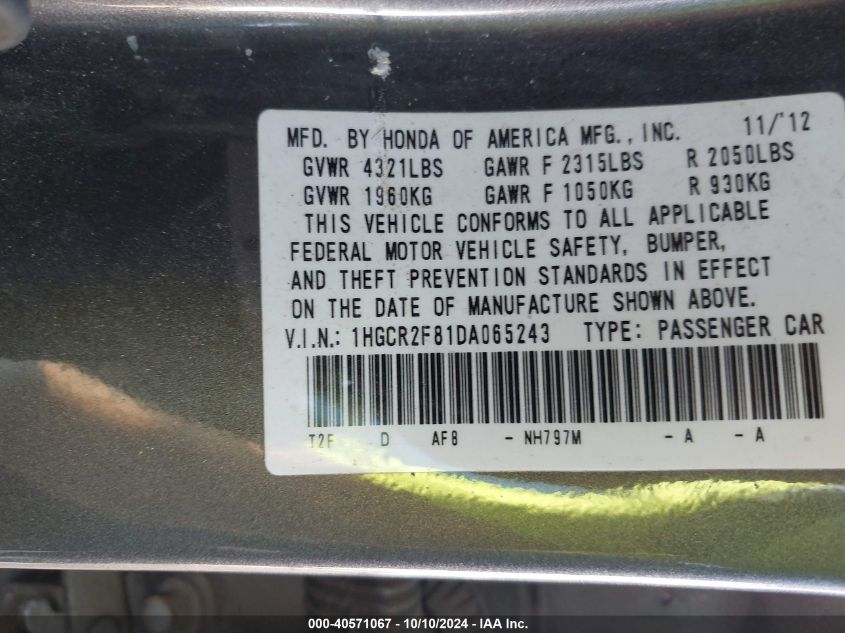 MFD. BY HONDA OF AMERICA MFG., INC. 11/'12
GVWR 4321LBS GAWR F 2315LBS R 2050LBS
GVWR 1960KG GAWR F 1050KG R 930KG
THIS VEHICLE CONFORMS TO ALL APPLICABLE
FEDERAL MOTOR VEHICLE SAFETY, BUMPER,
AND THEFT PREVENTION STANDARDS IN EFFECT
ON THE DATE OF MANUFACTURE SHOWN ABOVE.
V.I.N.: 1HGCR2F81DA065243 TYPE: PASSENGER CAR
T2F D AF8 - NH797M - A - A
000-40571067 - 10/10/2024 - IAA Inc.